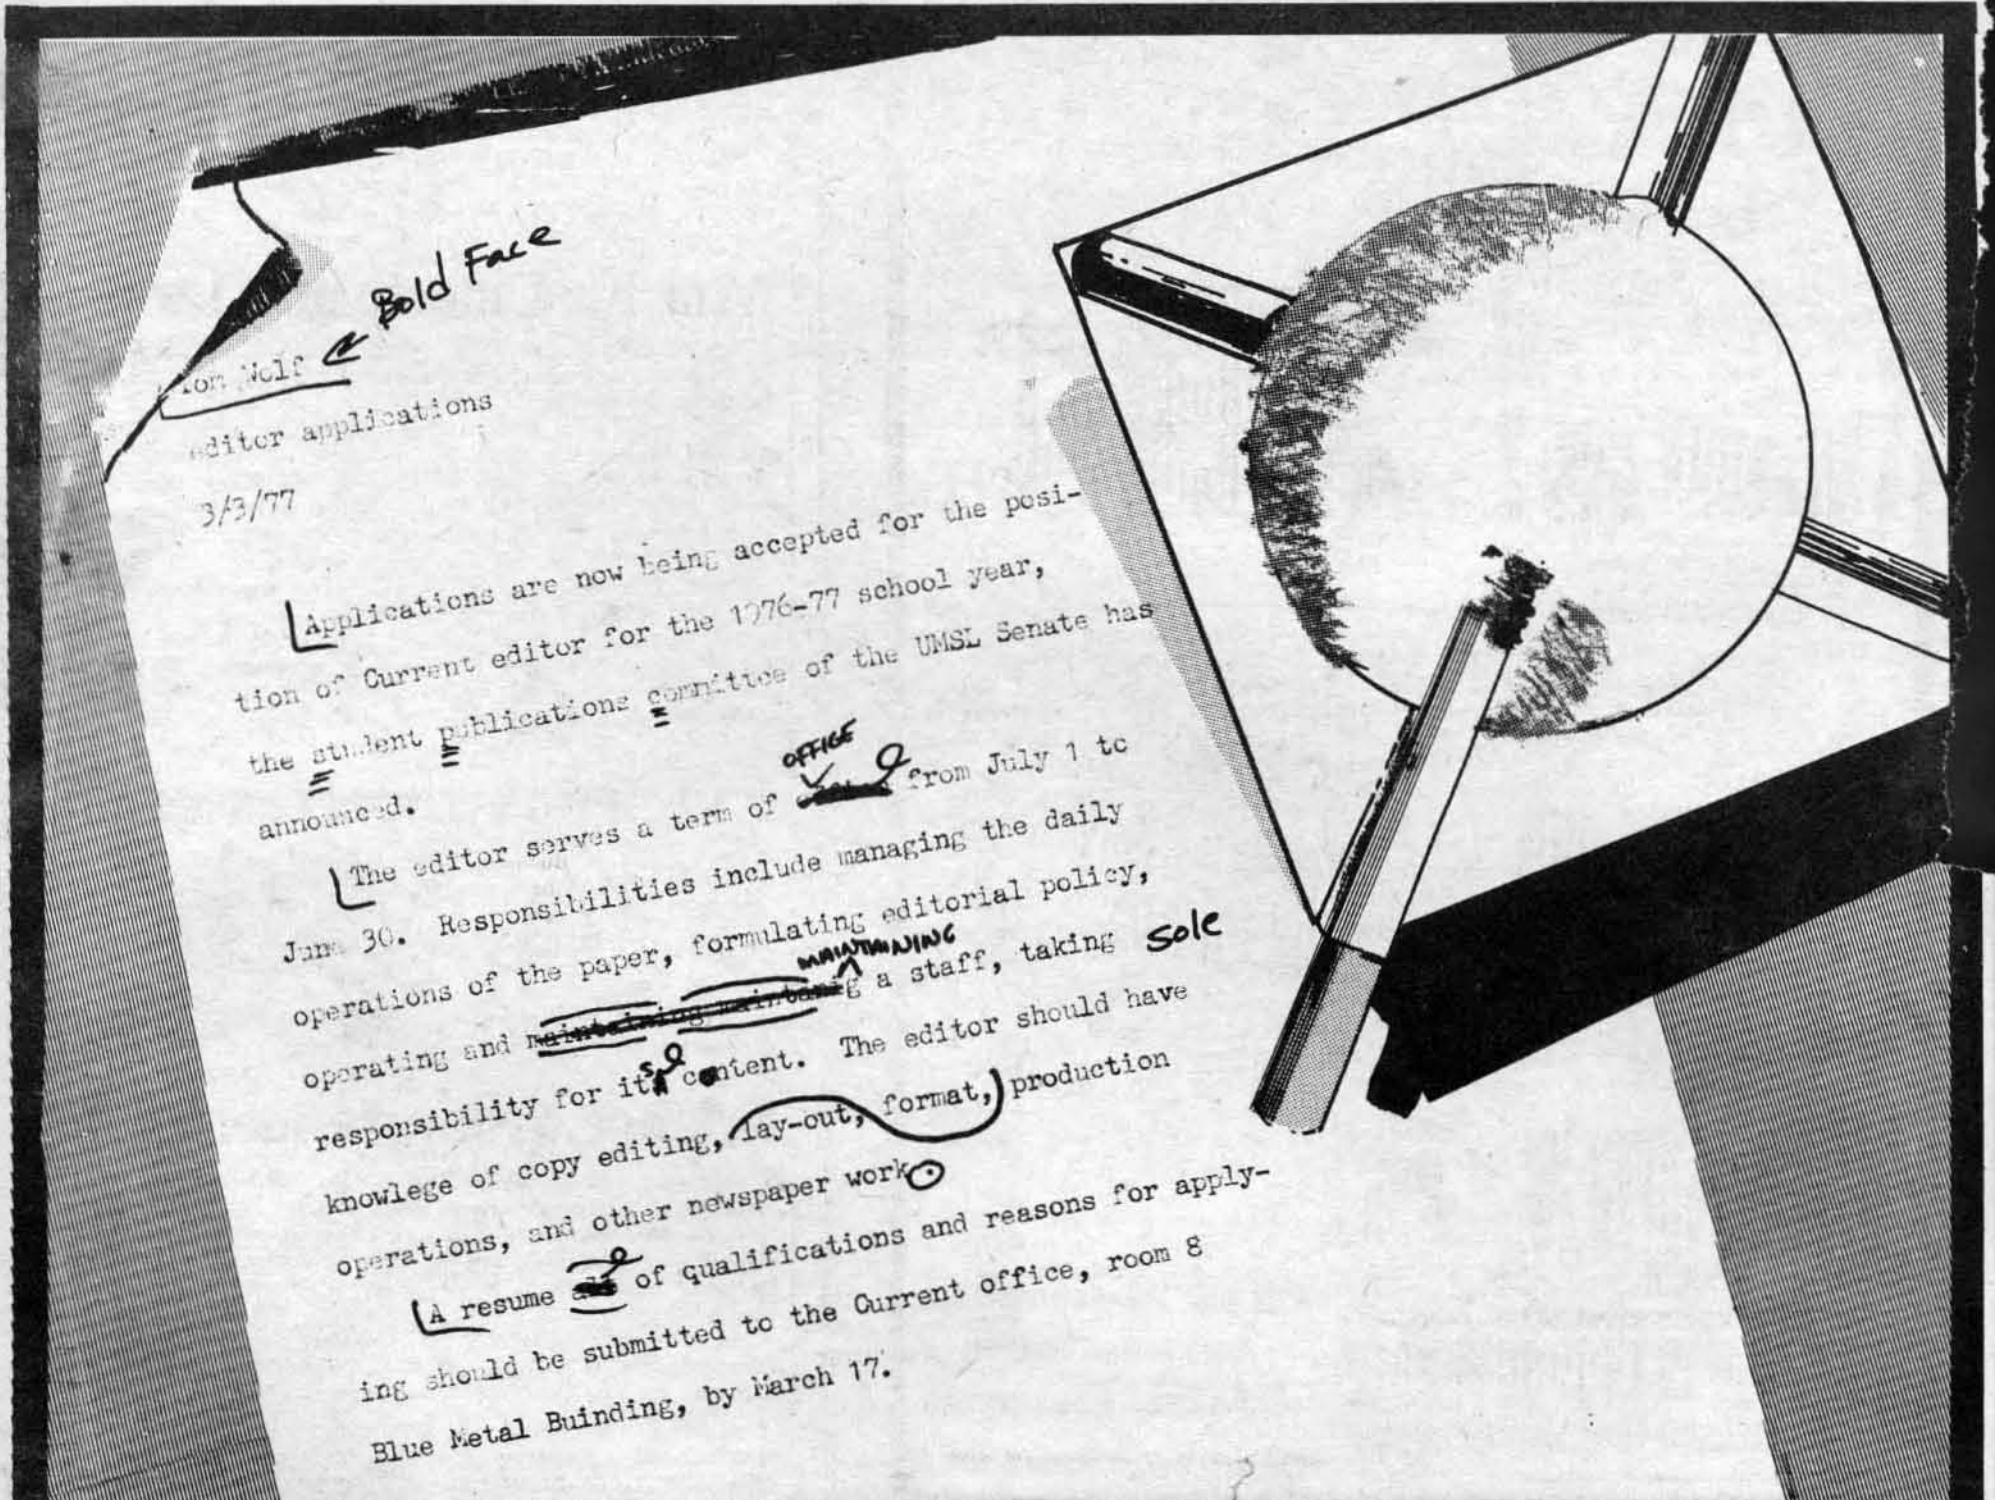 Bold Face
Tom Wolf
editor applications
3/3/77
Applications are now being accepted for the posi-
tion of Current editor for the 1976-77 school year,
the student publications committee of the UMSL Senate has
announced.
OFFICE
The editor serves a term of from July 1 to
June 30. Responsibilities include managing the daily
operations of the paper, formulating editorial policy,
MAINTAINING
operating and maintaining maintanig a staff, taking sole
responsibility for its content. The editor should have
knowlege of copy editing, lay-out, format, production
operations, and other newspaper work.
A resume of qualifications and reasons for apply-
ing should be submitted to the Current office, room 8
Blue Metal Buinding, by March 17.